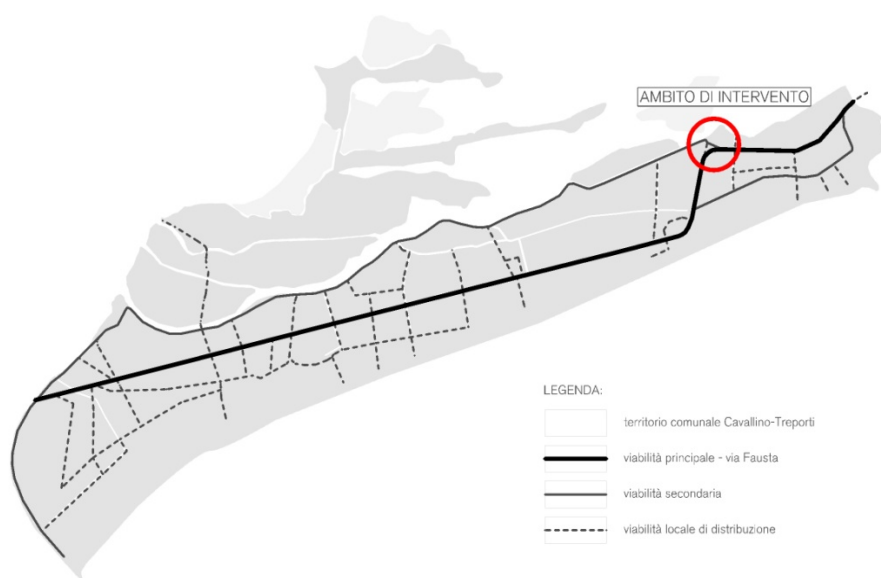 AMBITO DI INTERVENTO
LEGENDA:
territorio comunale Cavallino-Treporti
viabilità principale - via Fausta
viabilità secondaria
viabilità locale di distribuzione